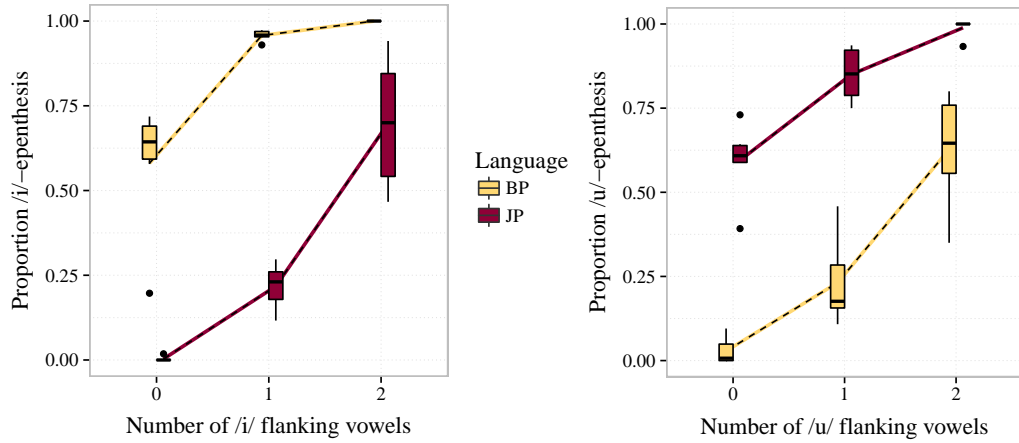 Proportion /i/−epenthesis
1.00
0.75
0.50
0.25
0.00
0
1
2
Number of /i/ flanking vowels
Language
BP
JP
Proportion /u/−epenthesis
1.00
0.75
0.50
0.25
0.00
0
1
2
Number of /u/ flanking vowels